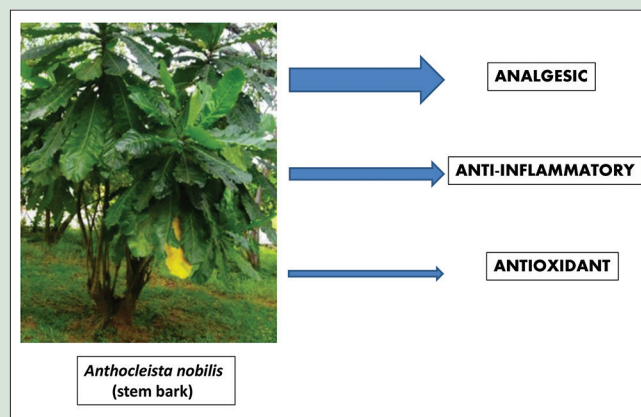 ANALGESIC
ANTI-INFLAMMATORY
ANTIOXIDANT
Anthocleista nobilis
(stem bark)